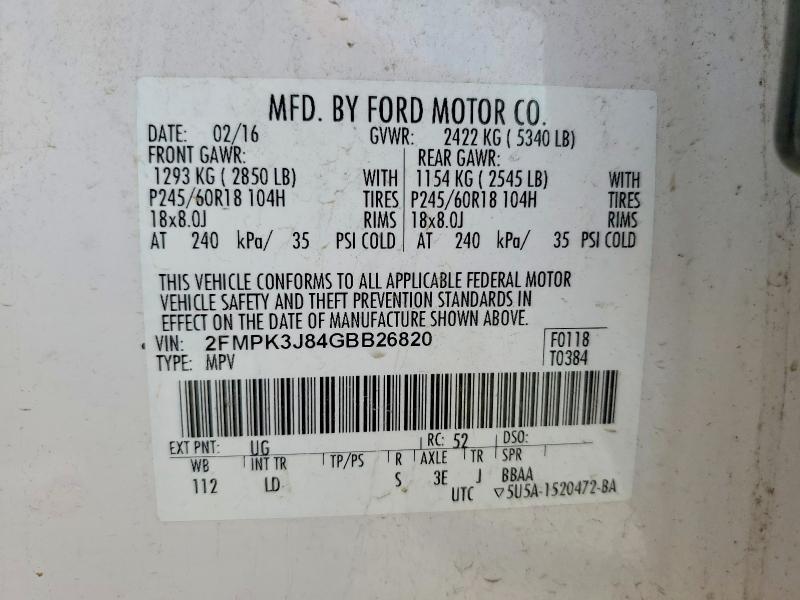 MFD. BY FORD MOTOR CO.
DATE: 02/16 GVWR: 2422 KG ( 5340 LB)
FRONT GAWR: REAR GAWR:
1293 KG ( 2850 LB) WITH 1154 KG ( 2545 LB) WITH
P245/60R18 104H TIRES P245/60R18 104H TIRES
18x8.0J RIMS 18x8.0J RIMS
AT 240 kPa/ 35 PSI COLD AT 240 kPa/ 35 PSI COLD
THIS VEHICLE CONFORMS TO ALL APPLICABLE FEDERAL MOTOR
VEHICLE SAFETY AND THEFT PREVENTION STANDARDS IN
EFFECT ON THE DATE OF MANUFACTURE SHOWN ABOVE.
VIN: 2FMPK3J84GBB26820 F0118
TYPE: MPV T0384
EXT PNT: UG RC: 52 DSO:
WB INT TR TP/PS R AXLE TR SPR
112 LD S 3E J BBAA
UTC ▽5U5A-1520472-BA